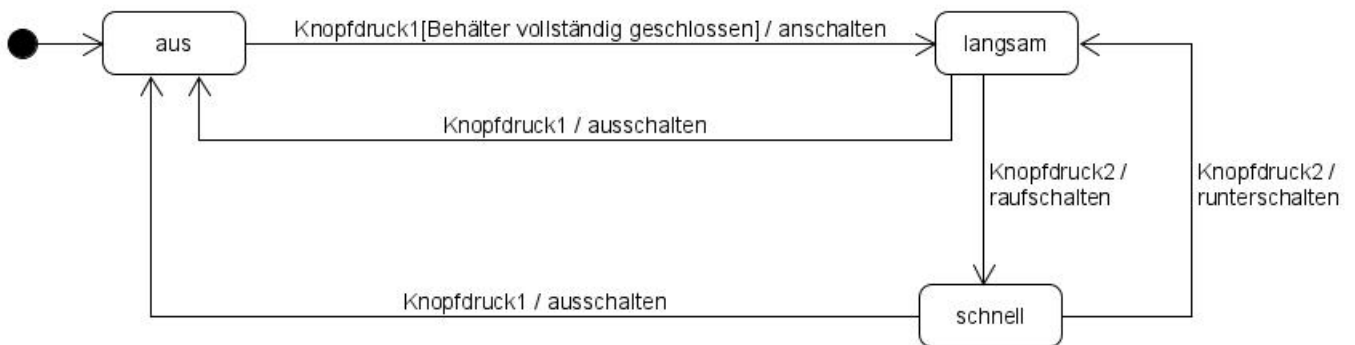 aus
Knopfdruck1[Behälter vollständig geschlossen] / anschalten
langsam
Knopfdruck1 / ausschalten
Knopfdruck2 /
raufschalten
Knopfdruck2 /
runterschalten
Knopfdruck1 / ausschalten
schnell